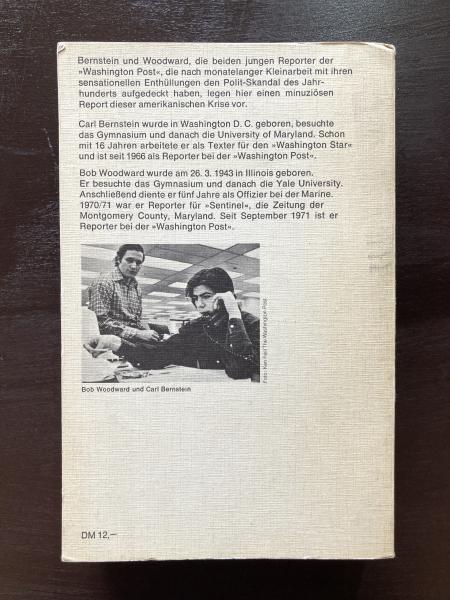 Bernstein und Woodward, die beiden jungen Reporter der
»Washington Post«, die nach monatelanger Kleinarbeit mit ihren
sensationellen Enthüllungen den Polit-Skandal des Jahr-
hunderts aufgedeckt haben, legen hier einen minuziösen
Report dieser amerikanischen Krise vor.
Carl Bernstein wurde in Washington D. C. geboren, besuchte
das Gymnasium und danach die University of Maryland. Schon
mit 16 Jahren arbeitete er als Texter für den »Washington Star«
und ist seit 1966 als Reporter bei der »Washington Post«.
Bob Woodward wurde am 26. 3. 1943 in Illinois geboren.
Er besuchte das Gymnasium und danach die Yale University.
Anschließend diente er fünf Jahre als Offizier bei der Marine.
1970/71 war er Reporter für »Sentinel«, die Zeitung der
Montgomery County, Maryland. Seit September 1971 ist er
Reporter bei der »Washington Post«.
Foto: Ken Feil/The Washington Post
Bob Woodward und Carl Bernstein
DM 12,–